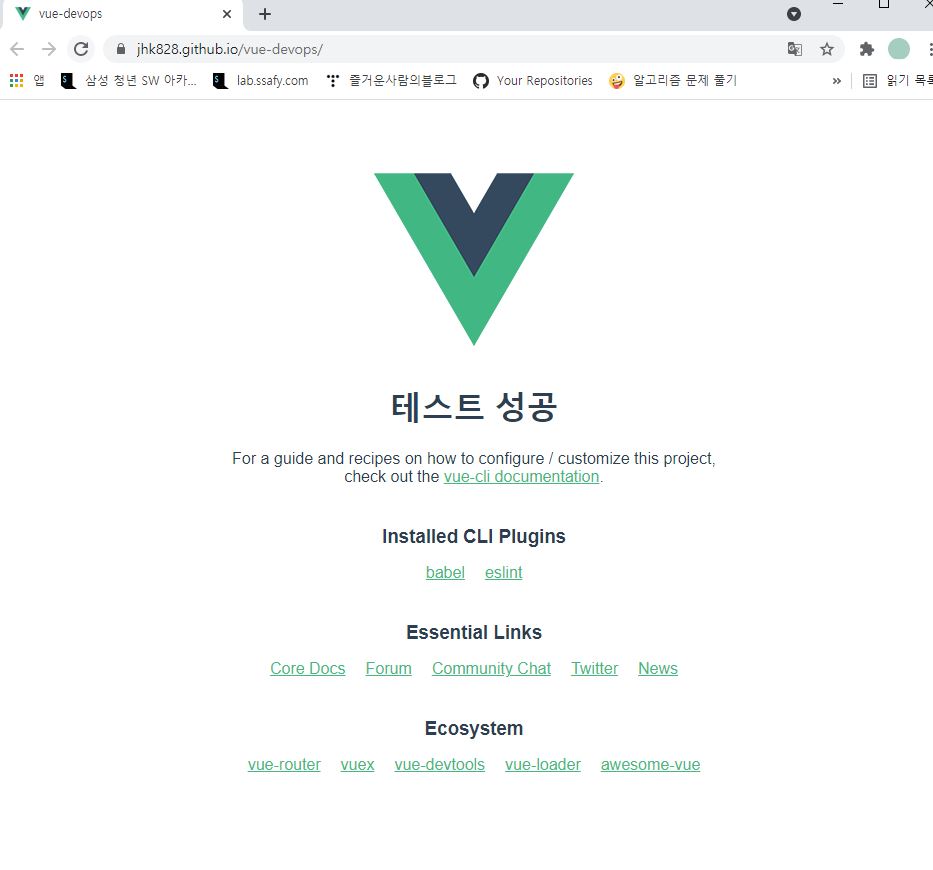 vue-devops
jhk828.github.io/vue-devops/
앱 삼성 청년 SW 아카... lab.ssafy.com 즐거운사람의블로그 Your Repositories 알고리즘 문제 풀기 » 읽기 목록
테스트 성공
For a guide and recipes on how to configure / customize this project,
check out the vue-cli documentation.
Installed CLI Plugins
babel eslint
Essential Links
Core Docs Forum Community Chat Twitter News
Ecosystem
vue-router vuex vue-devtools vue-loader awesome-vue